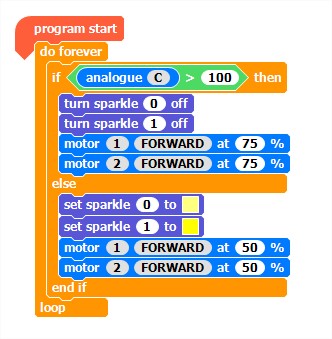 program start
do forever
if analogue C > 100 then
turn sparkle 0 off
turn sparkle 1 off
motor 1 FORWARD at 75 %
motor 2 FORWARD at 75 %
else
set sparkle 0 to
set sparkle 1 to
motor 1 FORWARD at 50 %
motor 2 FORWARD at 50 %
end if
loop